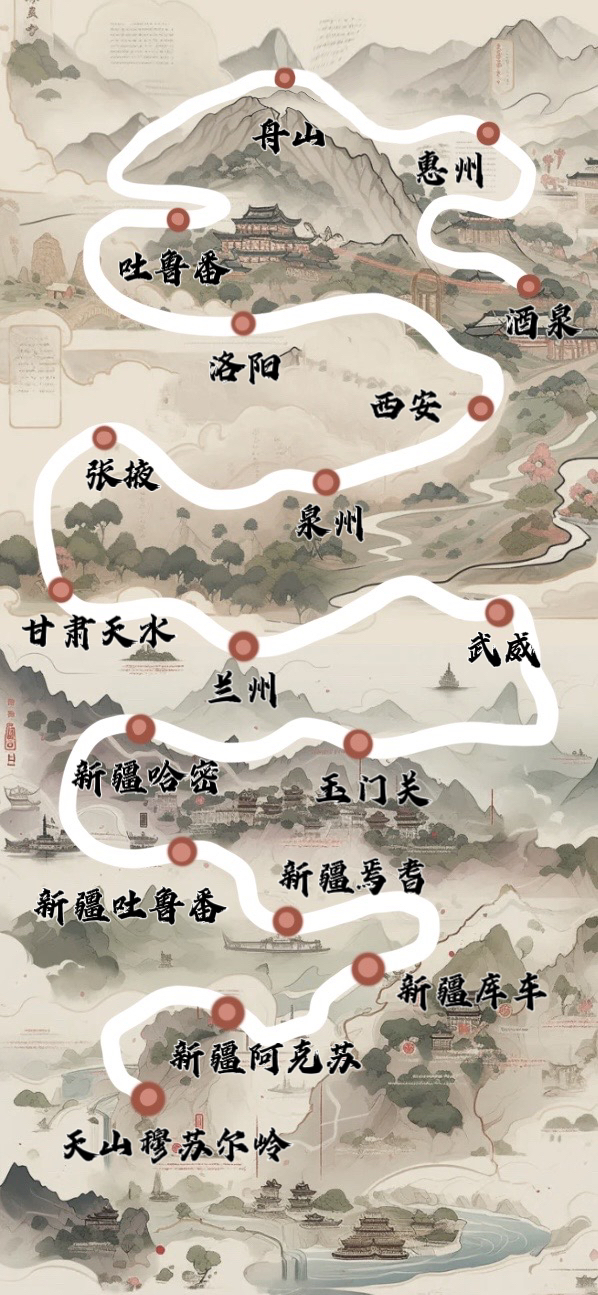 舟山
惠州
吐鲁番
酒泉
洛阳
西安
张掖
泉州
甘肃天水
武威
兰州
新疆哈密
玉门关
新疆焉耆
新疆吐鲁番
新疆库车
新疆阿克苏
天山穆苏尔岭